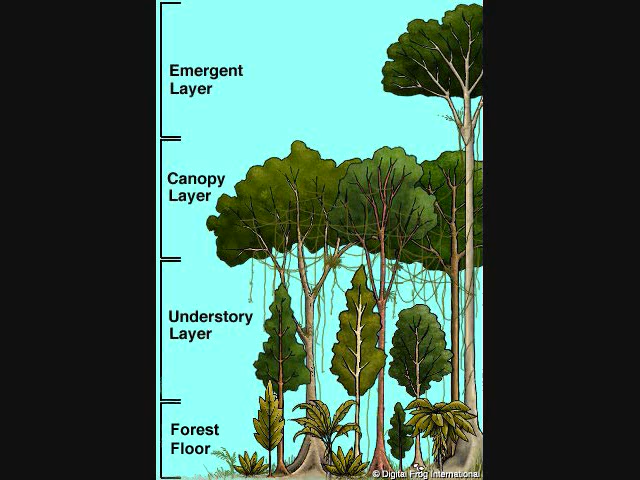 Emergent
Layer
Canopy
Layer
Understory
Layer
Forest
Floor
© Digital Frog International